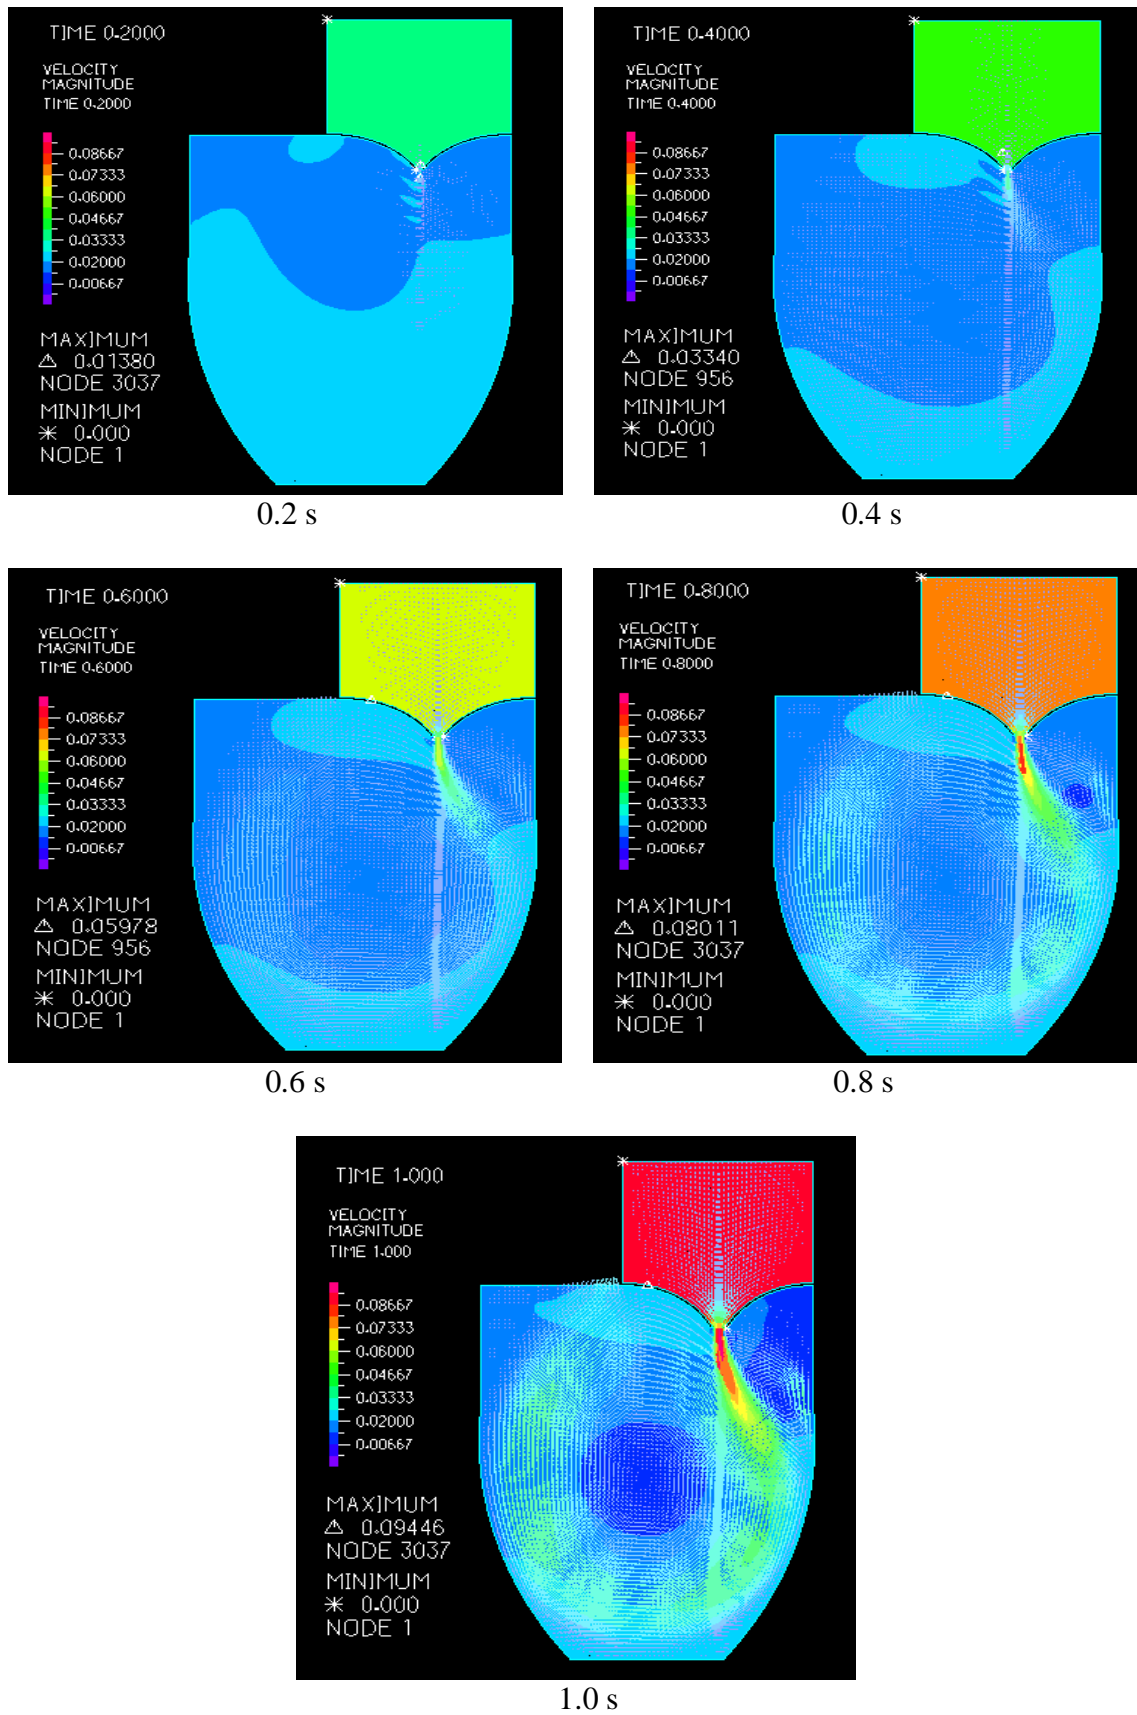 TIME 0.2000
VELOCITY
MAGNITUDE
TIME 0.2000
0.08667
0.07333
0.06000
0.04667
0.03333
0.02000
0.00667
MAXIMUM
△ 0.01380
NODE 3037
MINIMUM
* 0.000
NODE 1
0.2 s
TIME 0.4000
VELOCITY
MAGNITUDE
TIME 0.4000
0.08667
0.07333
0.06000
0.04667
0.03333
0.02000
0.00667
MAXIMUM
△ 0.03340
NODE 956
MINIMUM
* 0.000
NODE 1
0.4 s
TIME 0.6000
VELOCITY
MAGNITUDE
TIME 0.6000
0.08667
0.07333
0.06000
0.04667
0.03333
0.02000
0.00667
MAXIMUM
△ 0.05978
NODE 956
MINIMUM
* 0.000
NODE 1
0.6 s
TIME 0.8000
VELOCITY
MAGNITUDE
TIME 0.8000
0.08667
0.07333
0.06000
0.04667
0.03333
0.02000
0.00667
MAXIMUM
△ 0.08011
NODE 3037
MINIMUM
* 0.000
NODE 1
0.8 s
TIME 1.000
VELOCITY
MAGNITUDE
TIME 1.000
0.08667
0.07333
0.06000
0.04667
0.03333
0.02000
0.00667
MAXIMUM
△ 0.09446
NODE 3037
MINIMUM
* 0.000
NODE 1
1.0 s